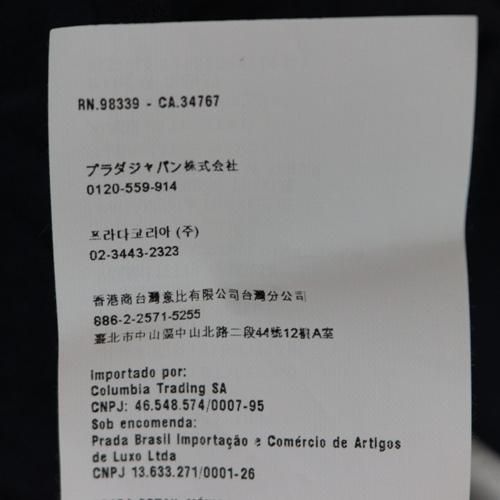 RN.98339 - CA.34767
プラダジャパン株式会社
0120-559-914
프라다코리아 (주)
02-3443-2323
香港商台灣意比有限公司台灣分公司
886-2-2571-5255
臺北市中山區中山北路二段44號12樓A室
Importado por:
Columbia Trading SA
CNPJ: 46.548.574/0007-95
Sob encomenda:
Prada Brasil Importação e Comércio de Artigos
de Luxo Ltda
CNPJ 13.633.271/0001-26